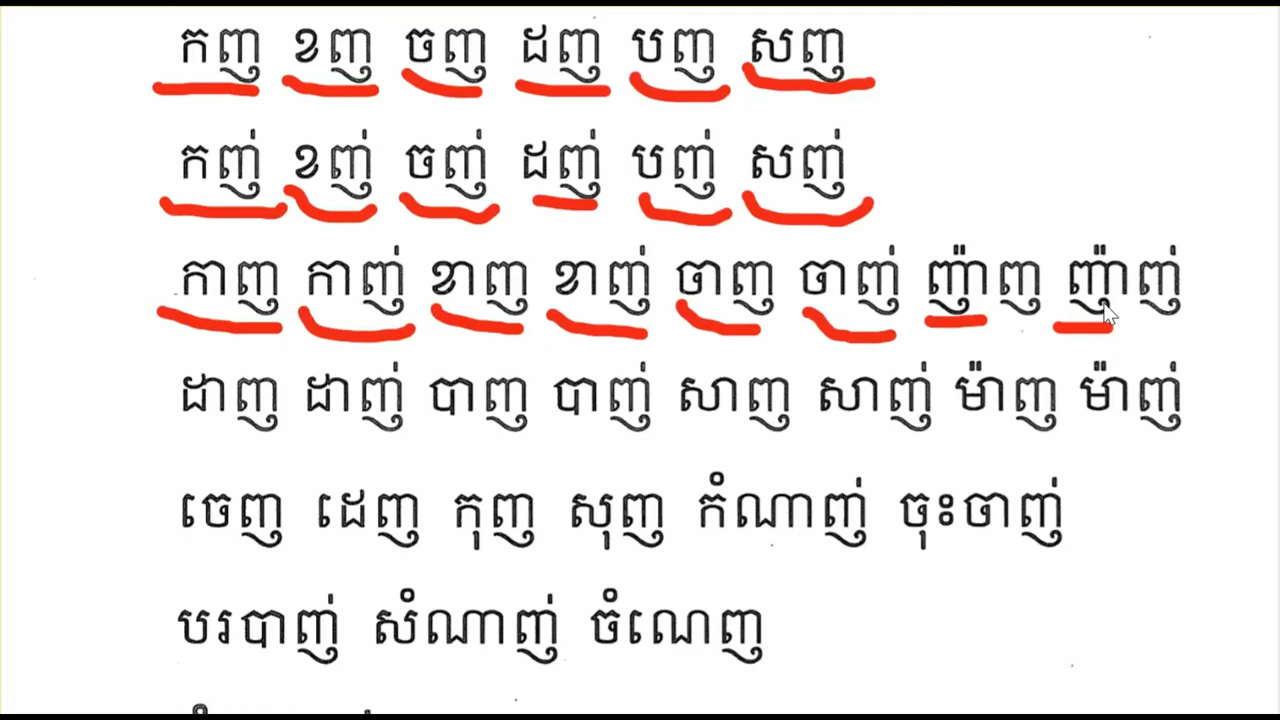 កញ ខញ ចញ ដញ បញ សញ
កញ់ ខញ់ ចញ់ ដញ់ បញ់ សញ់
កាញ កាញ់ ខាញ ខាញ់ ចាញ ចាញ់ ញ៉ាញ ញ៉ាញ់
ដាញ ដាញ់ បាញ បាញ់ សាញ សាញ់ ម៉ាញ ម៉ាញ់
ចេញ ដេញ កុញ សុញ កំណាញ់ ចុះចាញ់
បរបាញ់ សំណាញ់ ចំណេញ